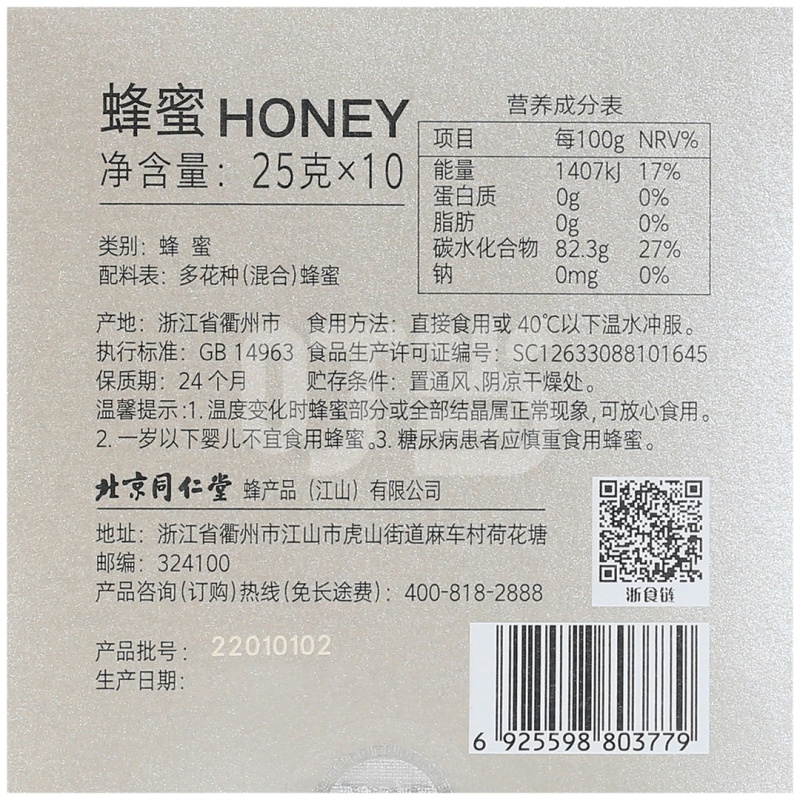 蜂蜜 HONEY
净含量：25克×10
类别：蜂 蜜
配料表：多花种(混合)蜂蜜
营养成分表
项目 每100g NRV%
能量 1407kJ 17%
蛋白质 0g 0%
脂肪 0g 0%
碳水化合物 82.3g 27%
钠 0mg 0%
产地：浙江省衢州市 食用方法：直接食用或 40℃以下温水冲服。
执行标准：GB 14963 食品生产许可证编号：SC12633088101645
保质期：24个月 贮存条件：置通风、阴凉干燥处。
温馨提示:1. 温度变化时蜂蜜部分或全部结晶属正常现象,可放心食用。
2. 一岁以下婴儿不宜食用蜂蜜。3. 糖尿病患者应慎重食用蜂蜜。
北京同仁堂 蜂产品（江山）有限公司
地址：浙江省衢州市江山市虎山街道麻车村荷花塘
邮编：324100
产品咨询(订购)热线(免长途费)：400-818-2888
浙食链
产品批号：22010102
生产日期：
6 925598 803779